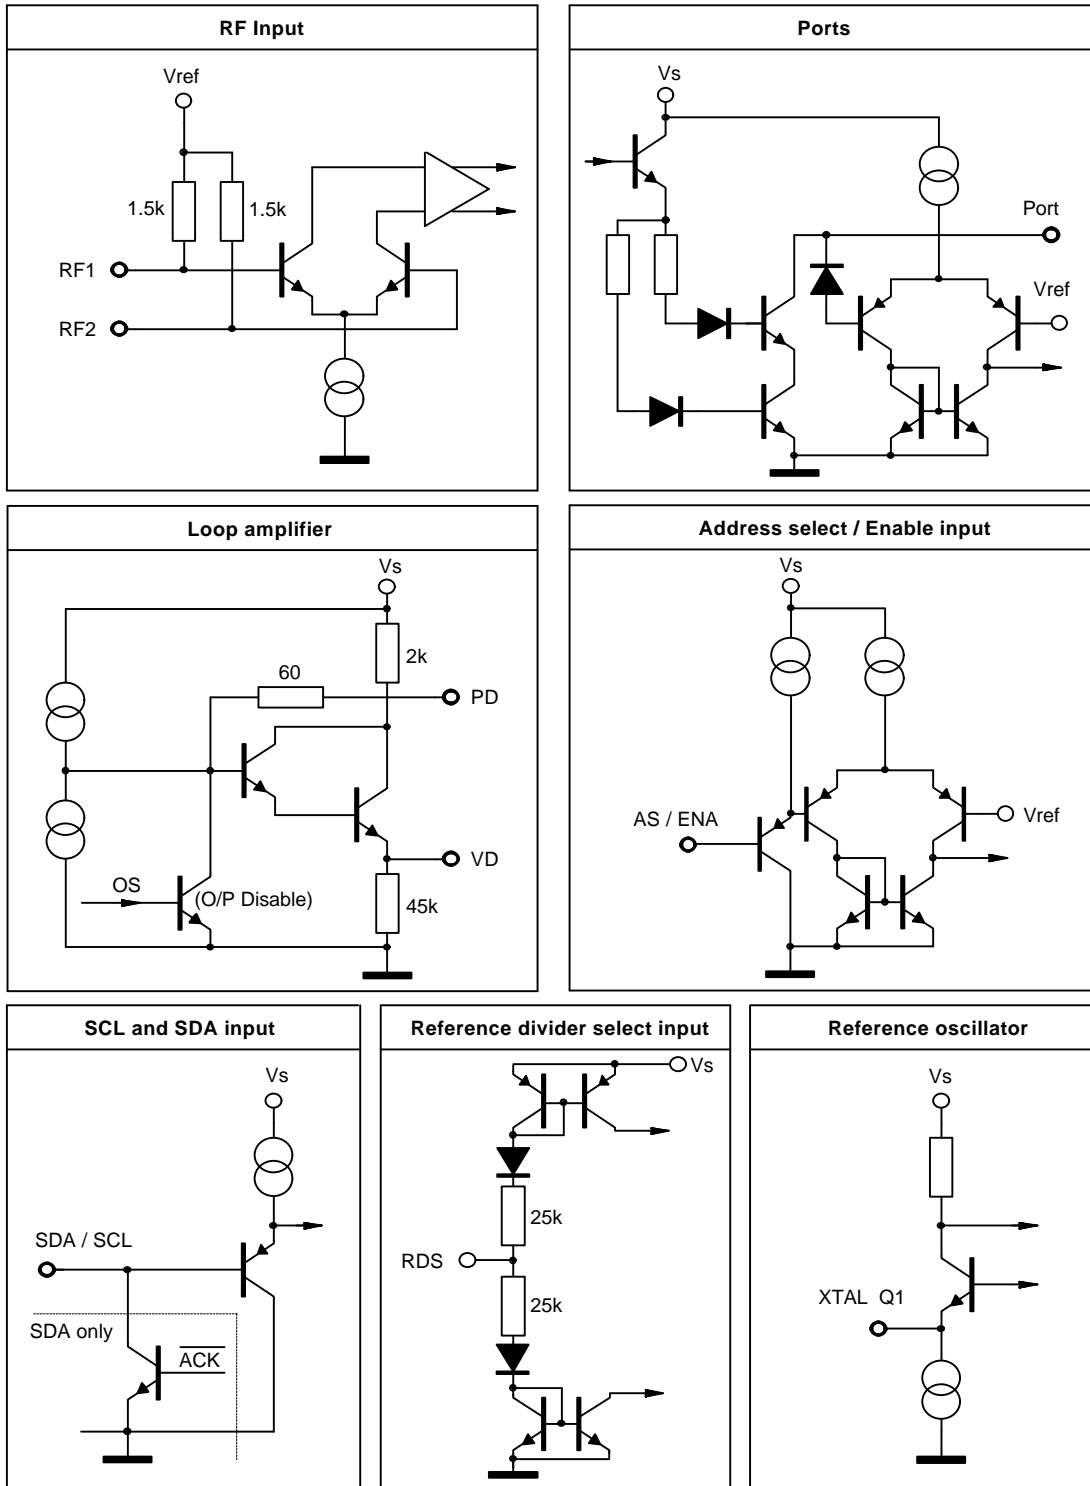 RF Input
Vref
1.5k
1.5k
RF1
RF2
Ports
Vs
Port
Vref
Loop amplifier
Vs
2k
60
PD
VD
OS
(O/P Disable)
45k
Address select / Enable input
Vs
AS / ENA
Vref
SCL and SDA input
Vs
SDA / SCL
SDA only
ACK
Reference divider select input
Vs
25k
RDS
25k
Reference oscillator
Vs
XTAL Q1